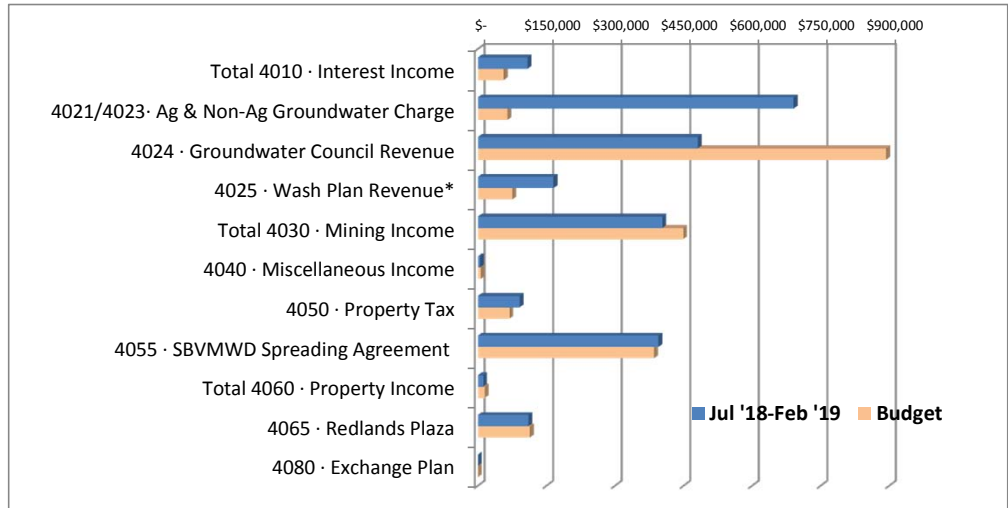 $- $150,000 $300,000 $450,000 $600,000 $750,000 $900,000
Total 4010 · Interest Income
4021/4023· Ag & Non-Ag Groundwater Charge
4024 · Groundwater Council Revenue
4025 · Wash Plan Revenue*
Total 4030 · Mining Income
4040 · Miscellaneous Income
4050 · Property Tax
4055 · SBVMWD Spreading Agreement
Total 4060 · Property Income
4065 · Redlands Plaza
4080 · Exchange Plan
Jul '18-Feb '19 Budget